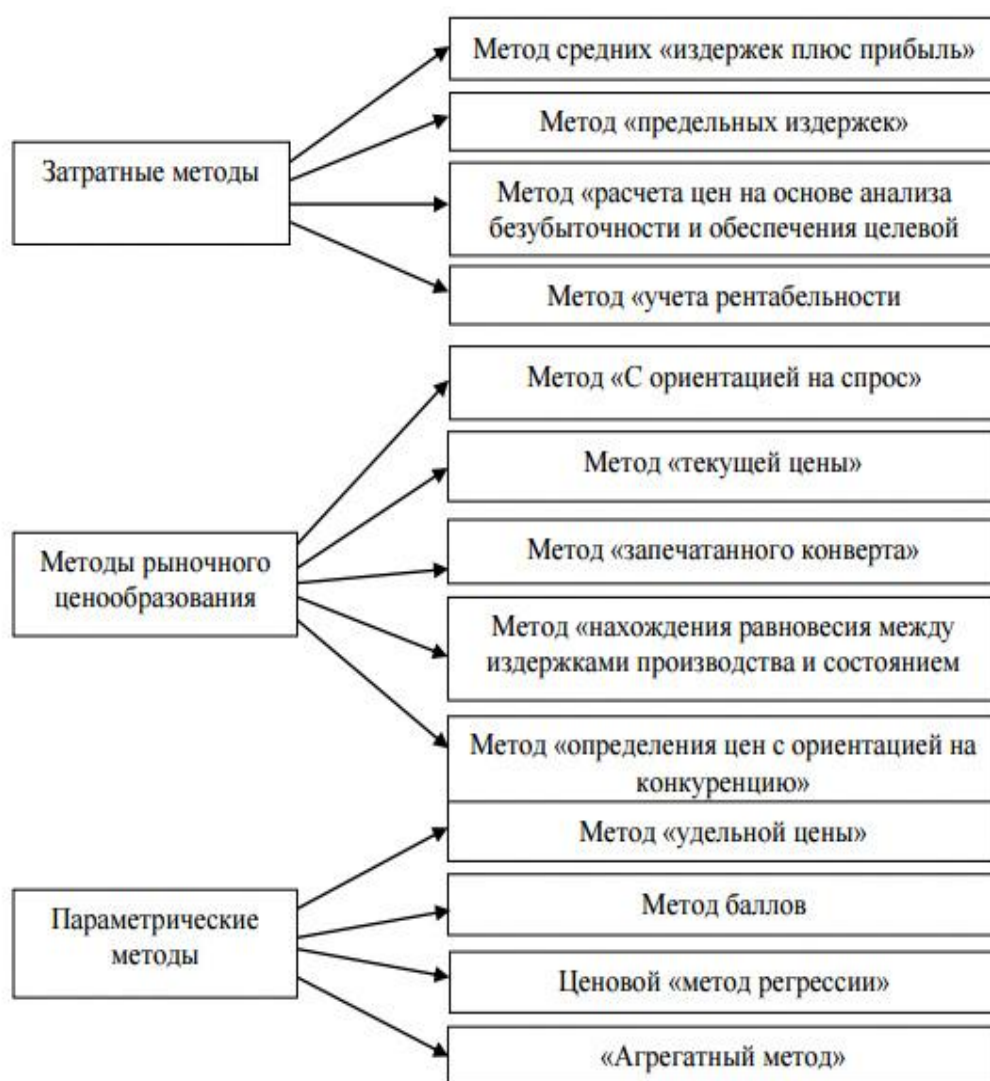 Затратные методы
Метод средних «издержек плюс прибыль»
Метод «предельных издержек»
Метод «расчета цен на основе анализа
безубыточности и обеспечения целевой
Метод «учета рентабельности
Методы рыночного
ценообразования
Метод «С ориентацией на спрос»
Метод «текущей цены»
Метод «запечатанного конверта»
Метод «нахождения равновесия между
издержками производства и состоянием
Метод «определения цен с ориентацией на
конкуренцию»
Параметрические
методы
Метод «удельной цены»
Метод баллов
Ценовой «метод регрессии»
«Агрегатный метод»